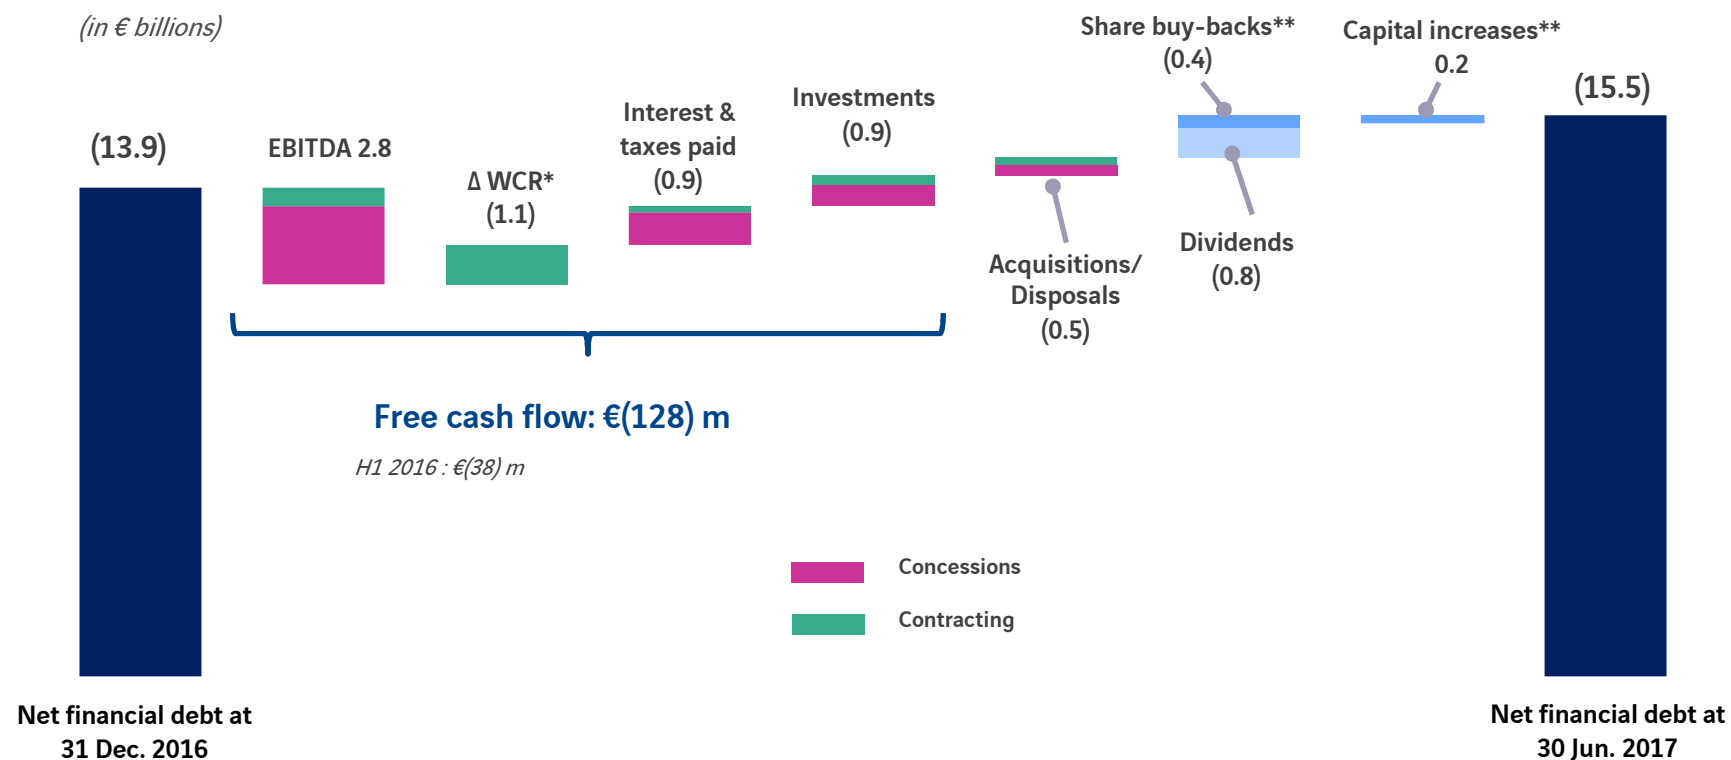 (in € billions)
(13.9)
EBITDA 2.8
Δ WCR*
(1.1)
Interest &
taxes paid
(0.9)
Investments
(0.9)
Acquisitions/
Disposals
(0.5)
Share buy-backs**
(0.4)
Dividends
(0.8)
Capital increases**
0.2
(15.5)
Free cash flow: €(128) m
H1 2016 : €(38) m
Concessions
Contracting
Net financial debt at
31 Dec. 2016
Net financial debt at
30 Jun. 2017